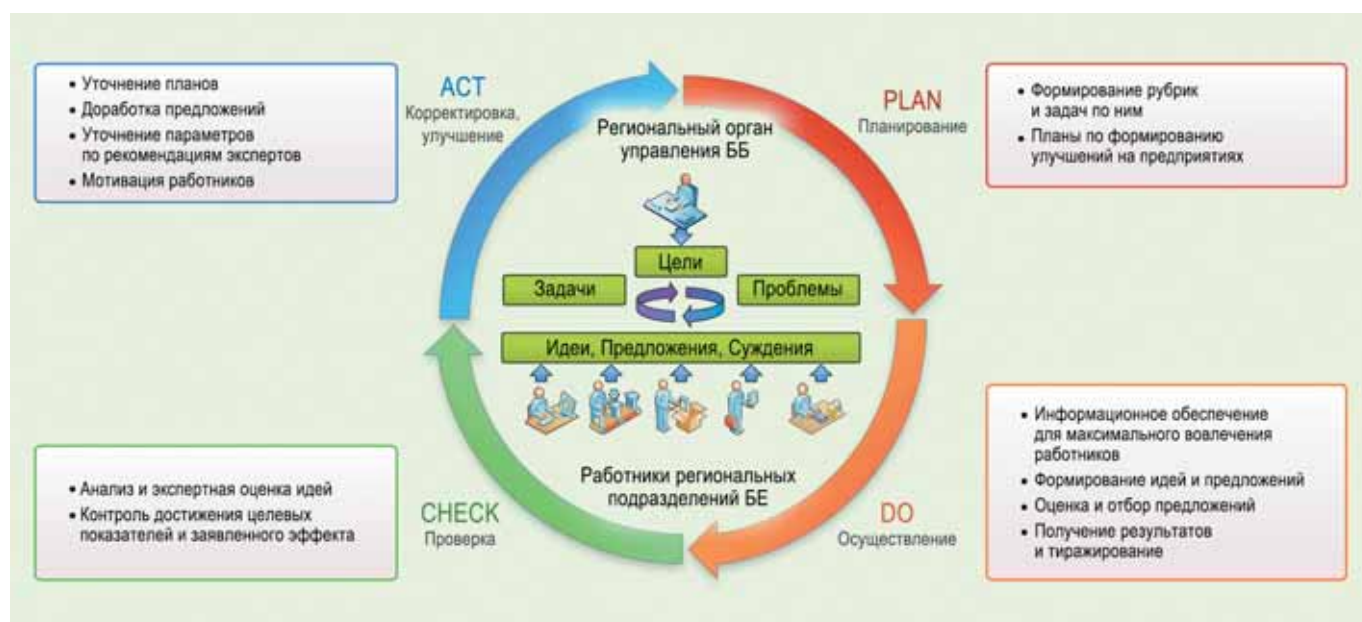 • Уточнение планов
• Доработка предложений
• Уточнение параметров
по рекомендациям экспертов
• Мотивация работников
ACT
Корректировка,
улучшение
Региональный орган
управления ББ
PLAN
Планирование
• Формирование рубрик
и задач по ним
• Планы по формированию
улучшений на предприятиях
Цели
Задачи
Проблемы
Идеи, Предложения, Суждения
Работники региональных
подразделений БЕ
• Анализ и экспертная оценка идей
• Контроль достижения целевых
показателей и заявленного эффекта
CHECK
Проверка
DO
Осуществление
• Информационное обеспечение
для максимального вовлечения
работников
• Формирование идей и предложений
• Оценка и отбор предложений
• Получение результатов
и тиражирование